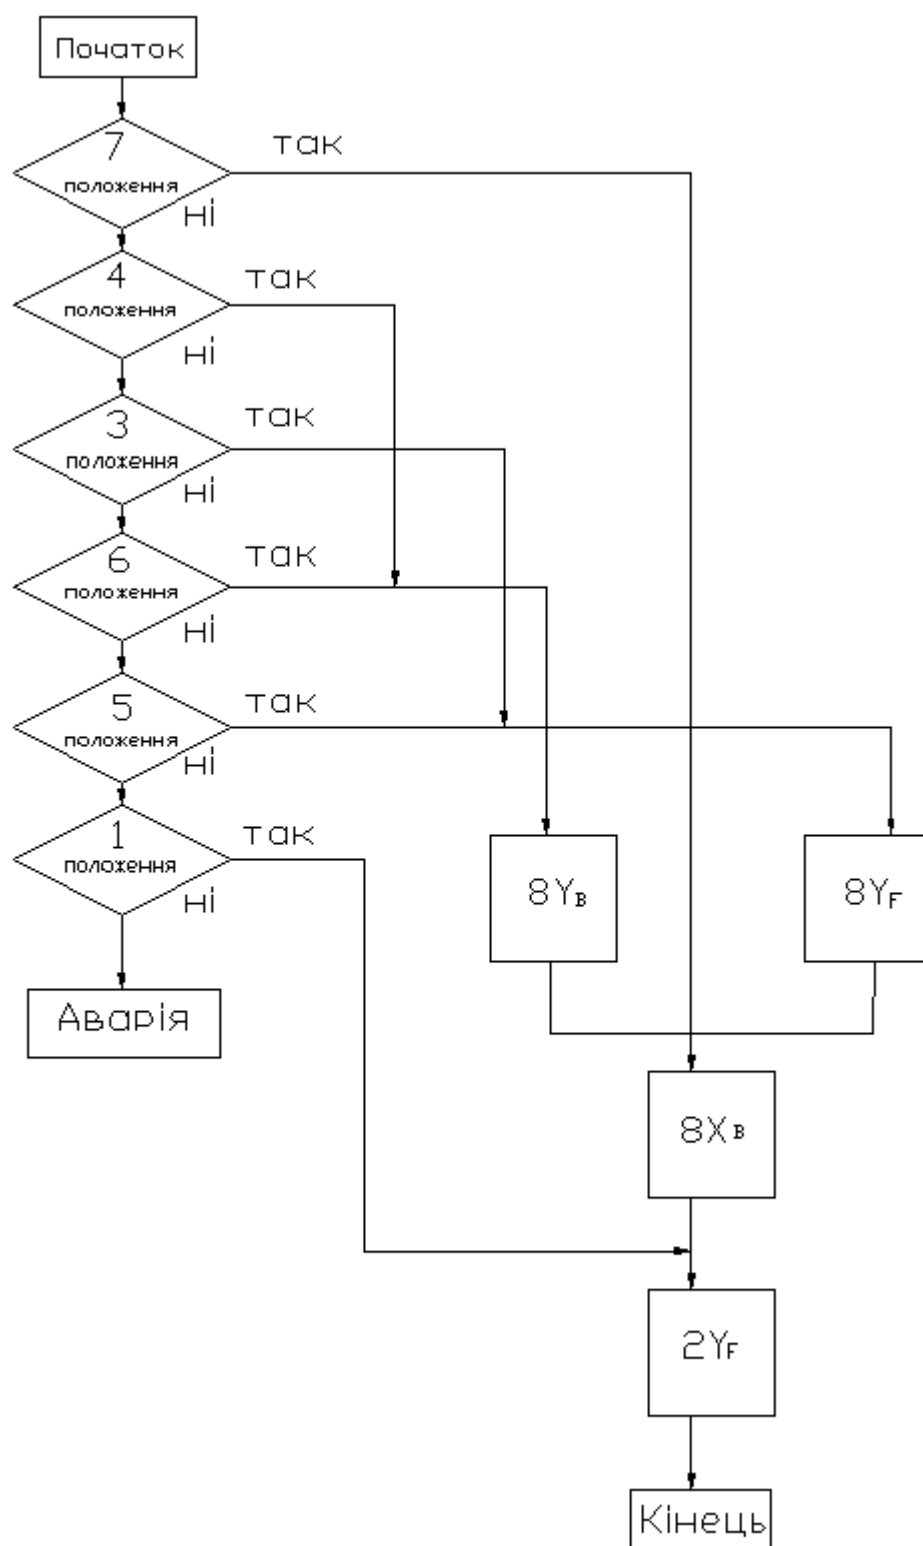 Початок
7
положення
так
ні
4
положення
так
ні
3
положення
так
ні
6
положення
так
ні
5
положення
так
ні
1
положення
так
ні
8YB
8YF
Аварія
8XB
2YF
Кінець